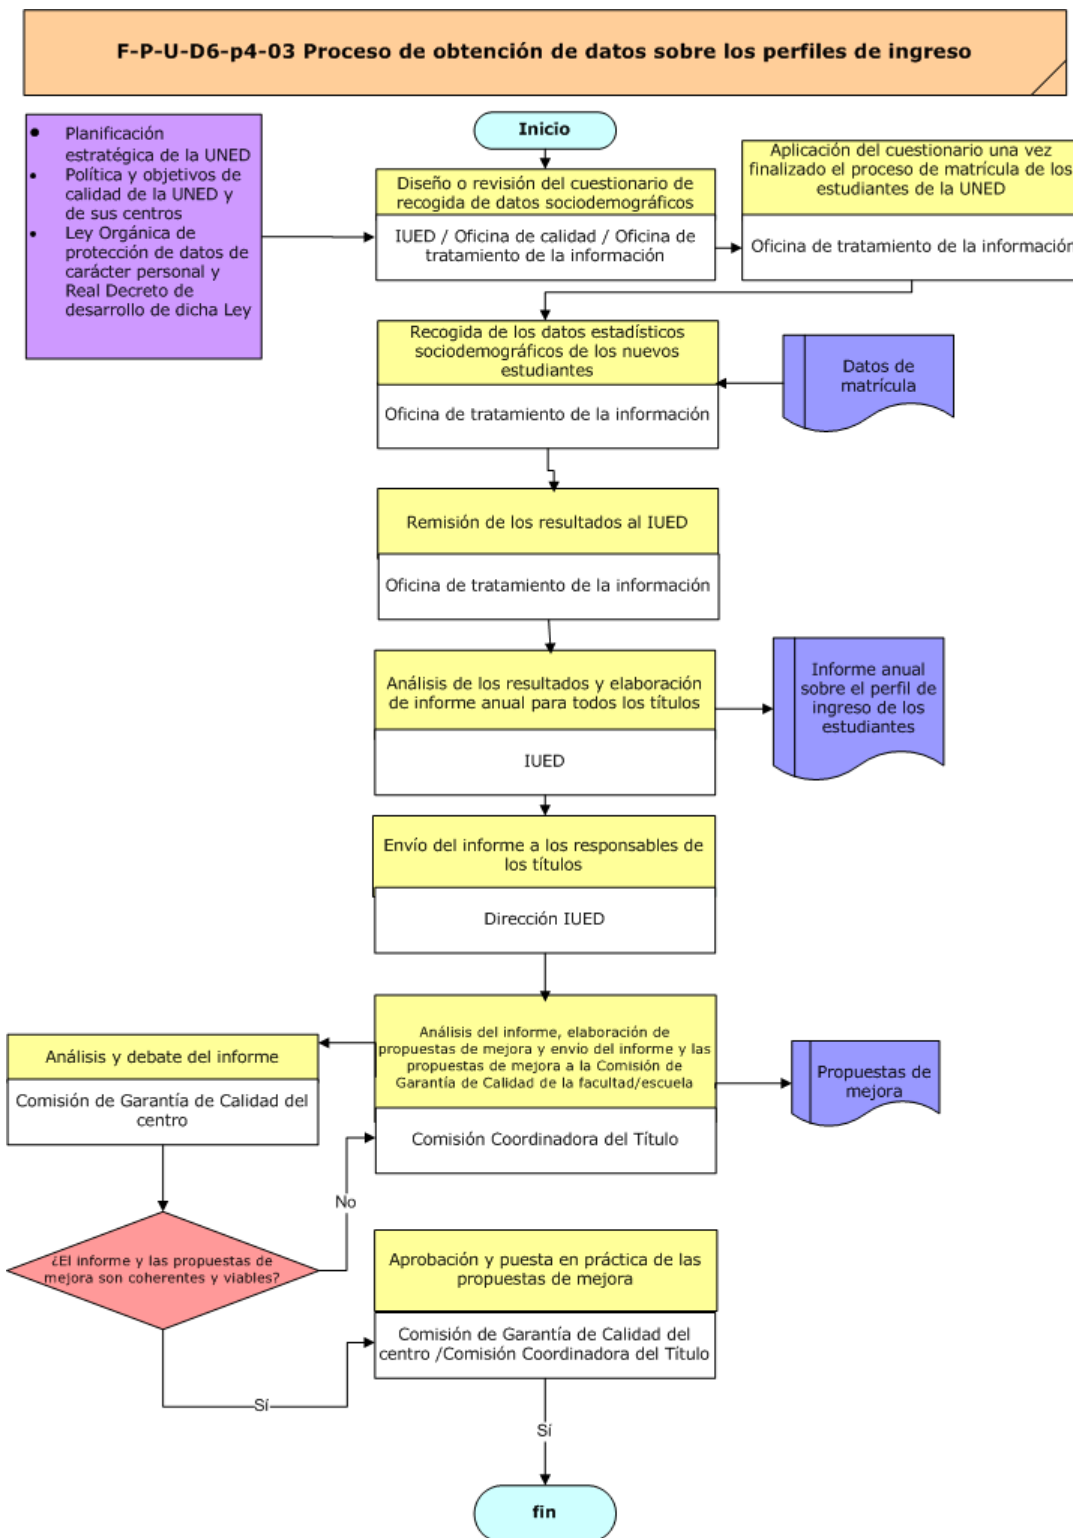 F-P-U-D6-p4-03 Proceso de obtención de datos sobre los perfiles de ingreso
• Planificación
estratégica de la UNED
• Política y objetivos de
calidad de la UNED y
de sus centros
• Ley Orgánica de
protección de datos de
carácter personal y
Real Decreto de
desarrollo de dicha Ley
Inicio
Diseño o revisión del cuestionario de
recogida de datos sociodemográficos
IUED / Oficina de calidad / Oficina de
tratamiento de la información
Aplicación del cuestionario una vez
finalizado el proceso de matrícula de los
estudiantes de la UNED
Oficina de tratamiento de la información
Recogida de los datos estadísticos
sociodemográficos de los nuevos
estudiantes
Oficina de tratamiento de la información
Datos de
matrícula
Remisión de los resultados al IUED
Oficina de tratamiento de la información
Análisis de los resultados y elaboración
de informe anual para todos los títulos
IUED
Informe anual
sobre el perfil de
ingreso de los
estudiantes
Envío del informe a los responsables de
los títulos
Dirección IUED
Análisis del informe, elaboración de
propuestas de mejora y envio del informe y las
propuestas de mejora a la Comisión de
Garantía de Calidad de la facultad/escuela
Comisión Coordinadora del Título
Propuestas de
mejora
Análisis y debate del informe
Comisión de Garantía de Calidad del
centro
No
¿El informe y las propuestas de
mejora son coherentes y viables?
Aprobación y puesta en práctica de las
propuestas de mejora
Comisión de Garantía de Calidad del
centro /Comisión Coordinadora del Título
Sí
Sí
fin